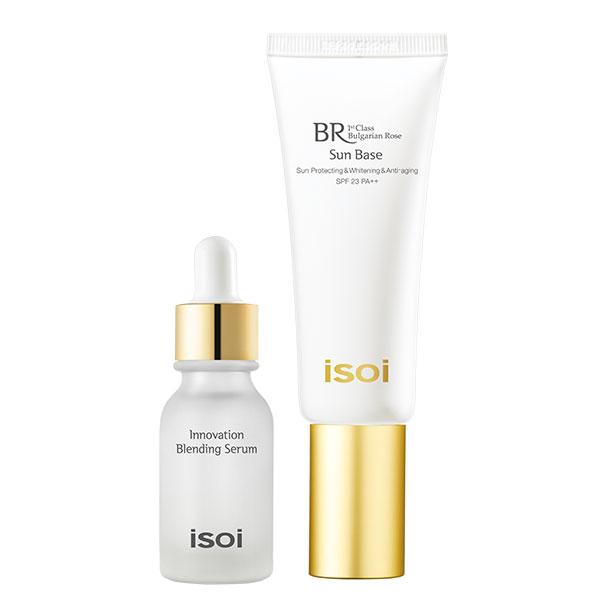 BR 1st Class
Bulgarian Rose
Sun Base
Sun Protecting&Whitening&Anti-aging
SPF 23 PA++
isoi
Innovation
Blending Serum
isoi